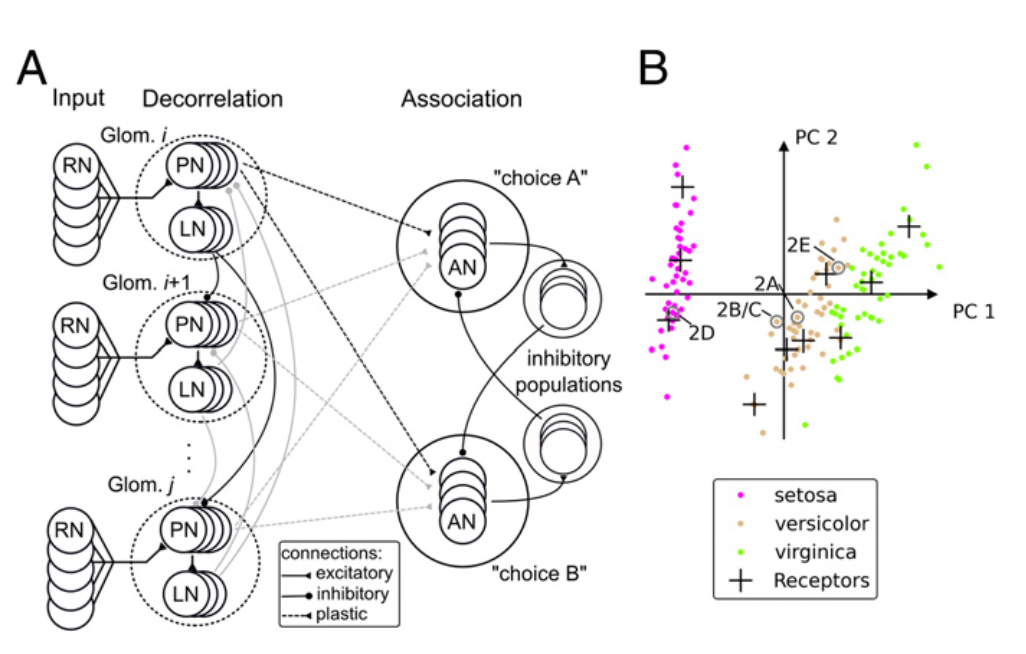 A
Input
Decorrelation
Association
Glom. i
RN
PN
LN
Glom. i+1
RN
PN
LN
Glom. j
RN
PN
LN
"choice A"
AN
inhibitory
populations
AN
"choice B"
connections:
excitatory
inhibitory
plastic
B
PC 2
PC 1
2E
2A
2B/C
2D
setosa
versicolor
virginica
Receptors